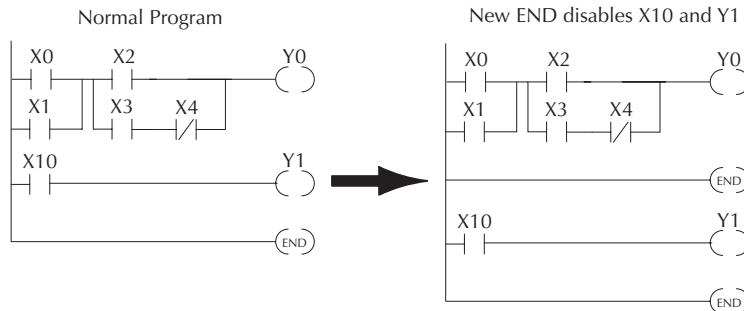 Normal Program
X0 X2 Y0
X1 X3 X4
X10 Y1
END
New END disables X10 and Y1
X0 X2 Y0
X1 X3 X4
END
X10 Y1
END